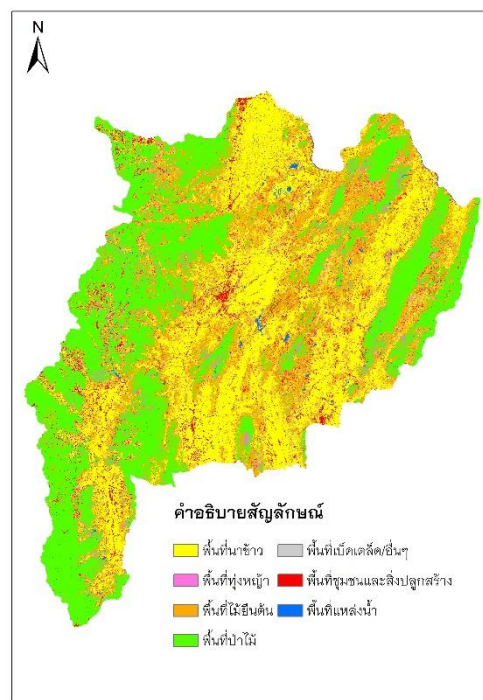 N
คำอธิบายสัญลักษณ์
พื้นที่นาข้าว
พื้นที่เบ็ดเตล็ด/อื่นๆ
พื้นที่ทุ่งหญ้า
พื้นที่ชุมชนและสิ่งปลูกสร้าง
พื้นที่ไม้ยืนต้น
พื้นที่แหล่งน้ำ
พื้นที่ป่าไม้